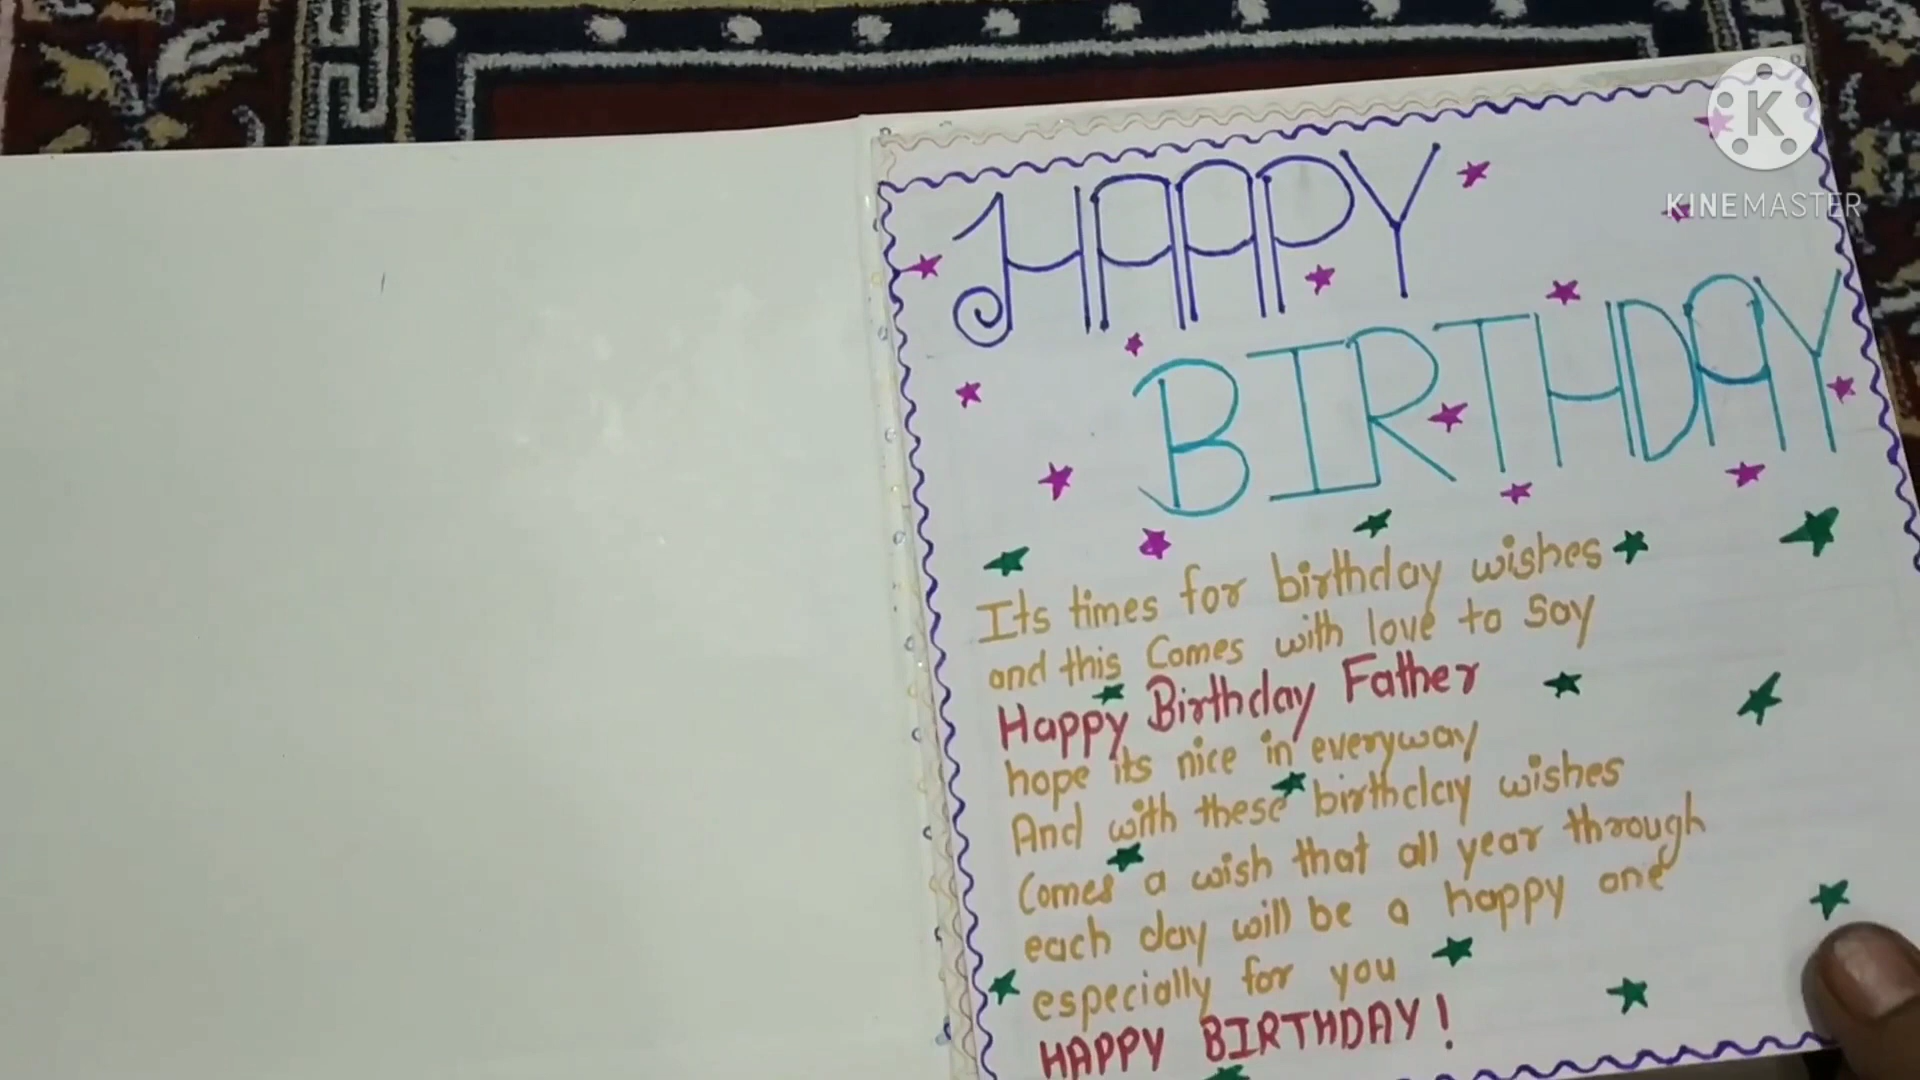 K
KINEMASTER
HAPPY
BIRTHDAY
Its times for birthday wishes
and this Comes with love to Say
Happy Birthday Father
hope its nice in everyway
And with these birthday wishes
Comes a wish that all year through
each day will be a happy one
especially for you
HAPPY BIRTHDAY!